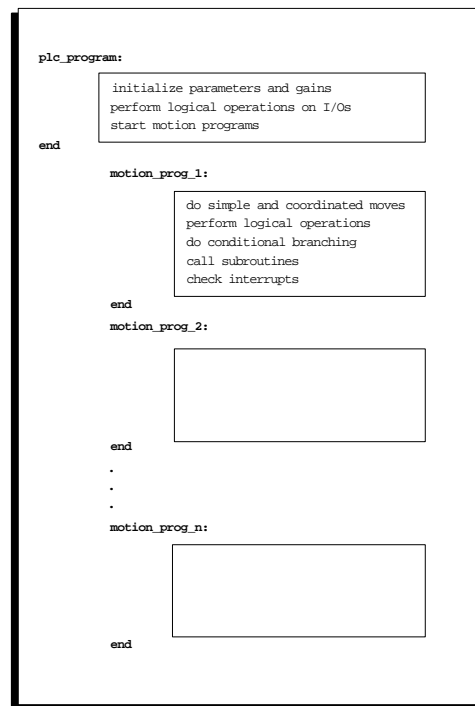 plc_program:
initialize parameters and gains
perform logical operations on I/Os
start motion programs
end
motion_prog_1:
do simple and coordinated moves
perform logical operations
do conditional branching
call subroutines
check interrupts
end
motion_prog_2:
end
.
.
.
motion_prog_n:
end